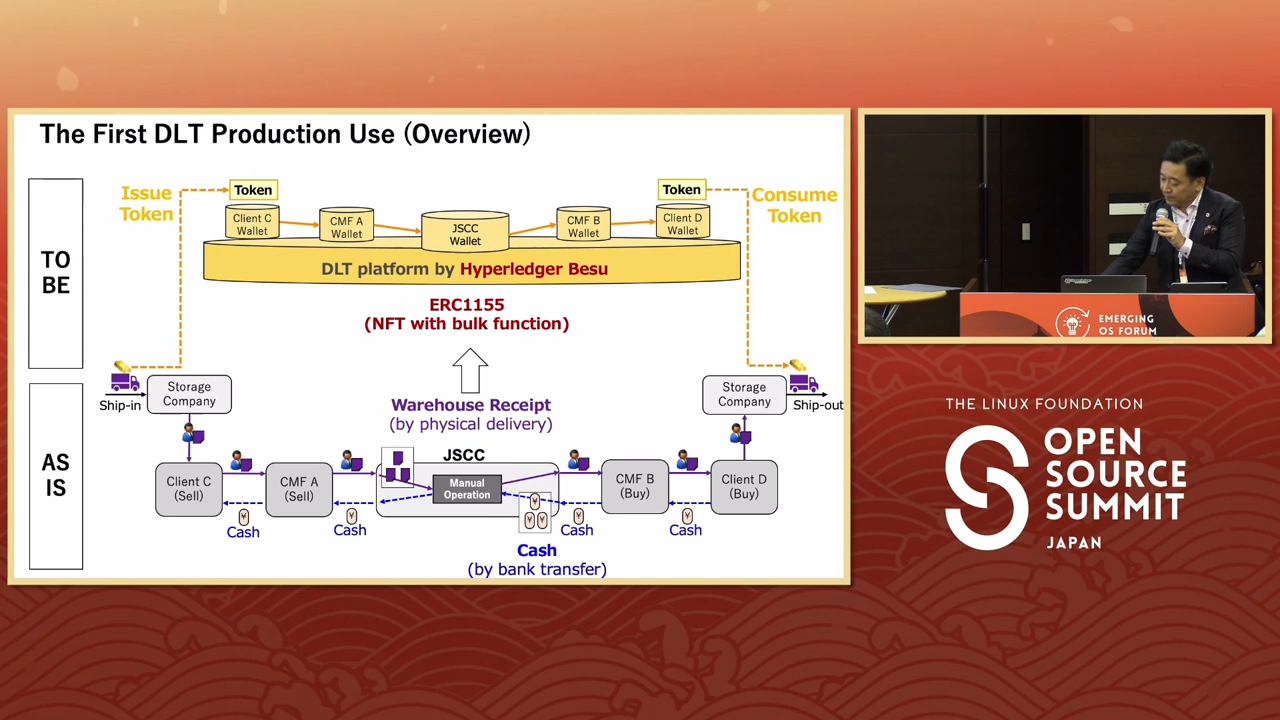 The First DLT Production Use (Overview)
TO
BE
Issue
Token
Token
Token
Consume
Token
Client C
Wallet
CMF A
Wallet
JSCC
Wallet
CMF B
Wallet
Client D
Wallet
DLT platform by Hyperledger Besu
ERC1155
(NFT with bulk function)
AS
IS
Ship-in
Storage
Company
Warehouse Receipt
(by physical delivery)
Storage
Company
Ship-out
JSCC
Client C
(Sell)
CMF A
(Sell)
Manual
Operation
CMF B
(Buy)
Client D
(Buy)
¥
¥
¥
¥
¥
¥
¥
Cash
Cash
Cash
Cash
Cash
(by bank transfer)
EMERGING
OS FORUM
THE LINUX FOUNDATION
OPEN
SOURCE
SUMMIT
JAPAN